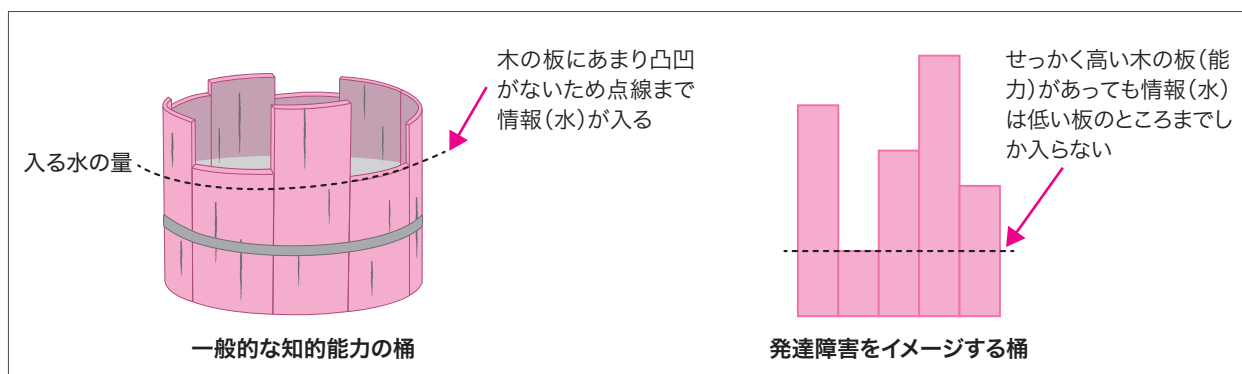 木の板にあまり凸凹
がないため点線まで
情報(水)が入る
入る水の量
一般的な知的能力の桶
せっかく高い木の板(能
力)があっても情報(水)
は低い板のところまでし
か入らない
発達障害をイメージする桶